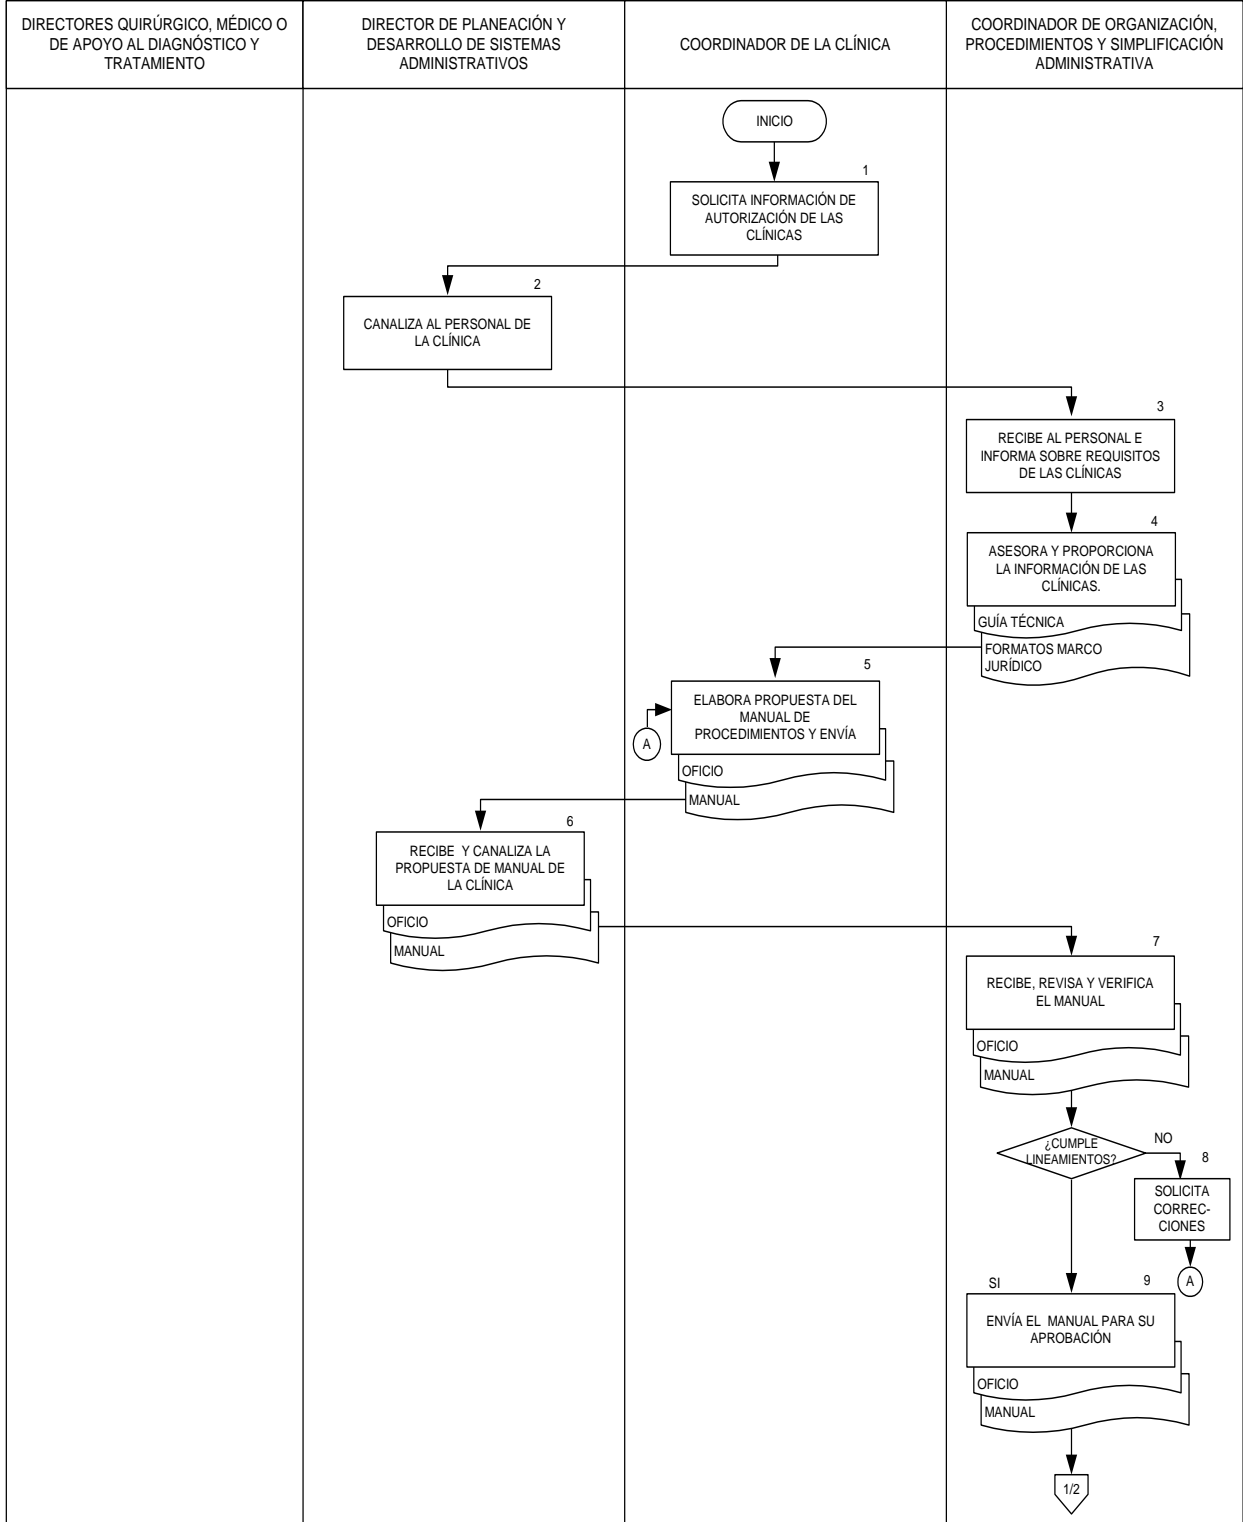 DIRECTORES QUIRÚRGICO, MÉDICO O
DE APOYO AL DIAGNÓSTICO Y
TRATAMIENTO
DIRECTOR DE PLANEACIÓN Y
DESARROLLO DE SISTEMAS
ADMINISTRATIVOS
COORDINADOR DE LA CLÍNICA
COORDINADOR DE ORGANIZACIÓN,
PROCEDIMIENTOS Y SIMPLIFICACIÓN
ADMINISTRATIVA
INICIO
1
SOLICITA INFORMACIÓN DE
AUTORIZACIÓN DE LAS
CLÍNICAS
2
CANALIZA AL PERSONAL DE
LA CLÍNICA
3
RECIBE AL PERSONAL E
INFORMA SOBRE REQUISITOS
DE LAS CLÍNICAS
4
ASESORA Y PROPORCIONA
LA INFORMACIÓN DE LAS
CLÍNICAS.
GUÍA TÉCNICA
FORMATOS MARCO
JURÍDICO
5
ELABORA PROPUESTA DEL
MANUAL DE
PROCEDIMIENTOS Y ENVÍA
A
OFICIO
MANUAL
6
RECIBE Y CANALIZA LA
PROPUESTA DE MANUAL DE
LA CLÍNICA
OFICIO
MANUAL
7
RECIBE, REVISA Y VERIFICA
EL MANUAL
OFICIO
MANUAL
¿CUMPLE
LINEAMIENTOS?
NO
8
SOLICITA
CORREC-
CIONES
A
SI
9
ENVÍA EL MANUAL PARA SU
APROBACIÓN
OFICIO
MANUAL
1/2